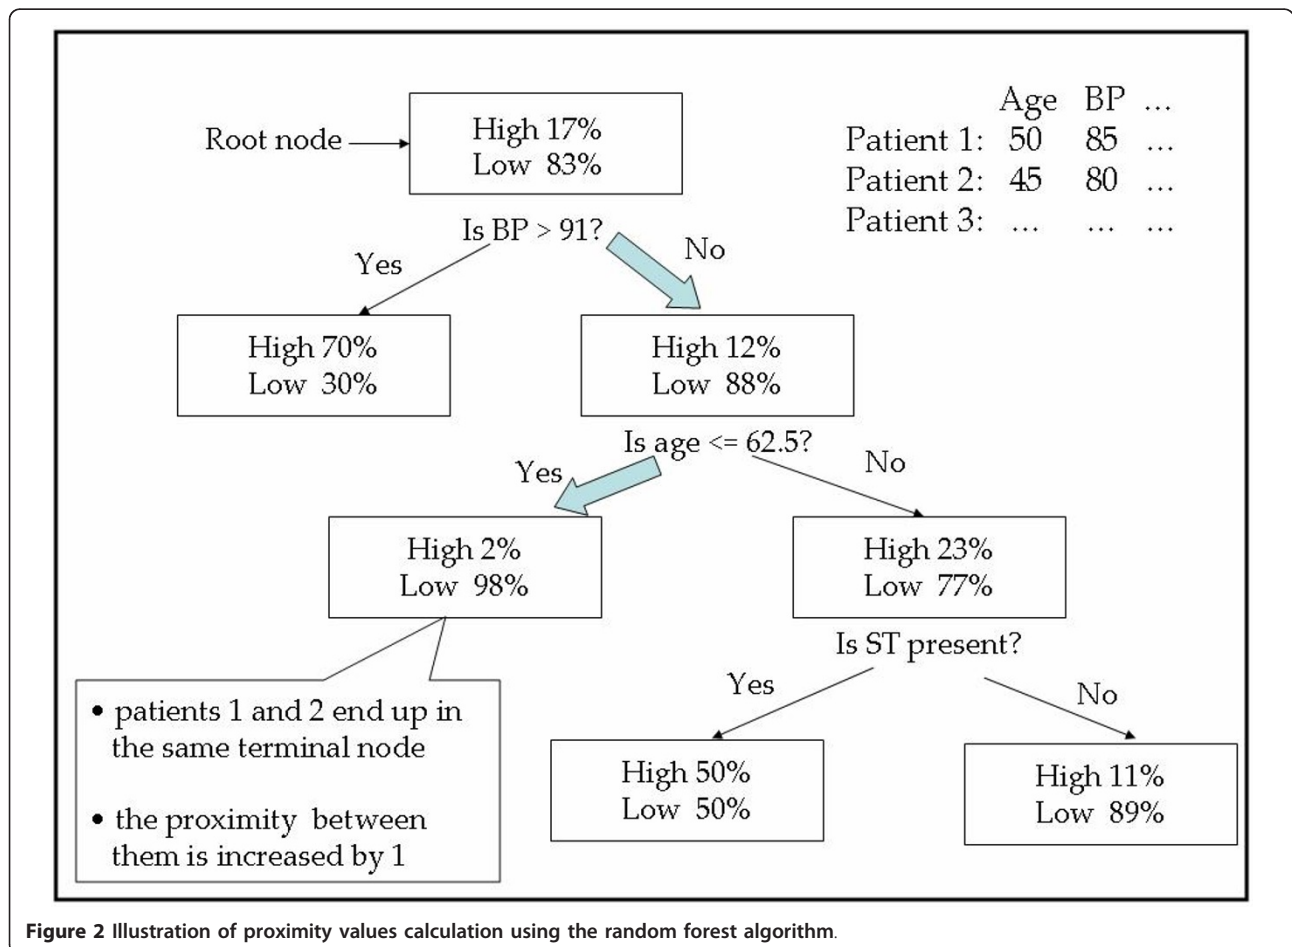 Age BP ...
Root node
High 17%
Low 83%
Patient 1: 50 85 ...
Patient 2: 45 80 ...
Patient 3: ... ... ...
Is BP > 91?
Yes
No
High 70%
Low 30%
High 12%
Low 88%
Is age <= 62.5?
Yes
No
High 2%
Low 98%
High 23%
Low 77%
Is ST present?
Yes
No
• patients 1 and 2 end up in
the same terminal node
• the proximity between
them is increased by 1
High 50%
Low 50%
High 11%
Low 89%
Figure 2 Illustration of proximity values calculation using the random forest algorithm.